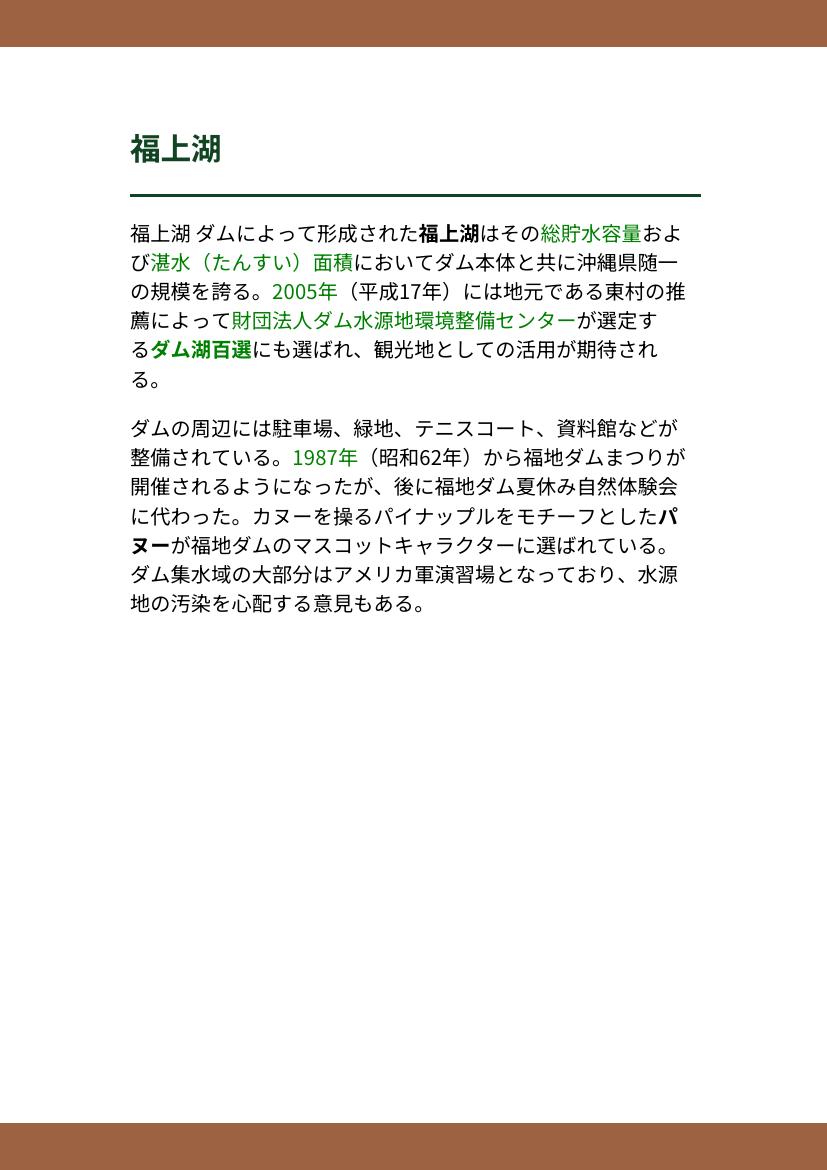 福上湖
福上湖 ダムによって形成された福上湖はその総貯水容量およ
び湛水（たんすい）面積においてダム本体と共に沖縄県随一
の規模を誇る。2005年（平成17年）には地元である東村の推
薦によって財団法人ダム水源地環境整備センターが選定す
るダム湖百選にも選ばれ、観光地としての活用が期待され
る。
ダムの周辺には駐車場、緑地、テニスコート、資料館などが
整備されている。1987年（昭和62年）から福地ダムまつりが
開催されるようになったが、後に福地ダム夏休み自然体験会
に代わった。カヌーを操るパイナップルをモチーフとしたパ
ヌーが福地ダムのマスコットキャラクターに選ばれている。
ダム集水域の大部分はアメリカ軍演習場となっており、水源
地の汚染を心配する意見もある。